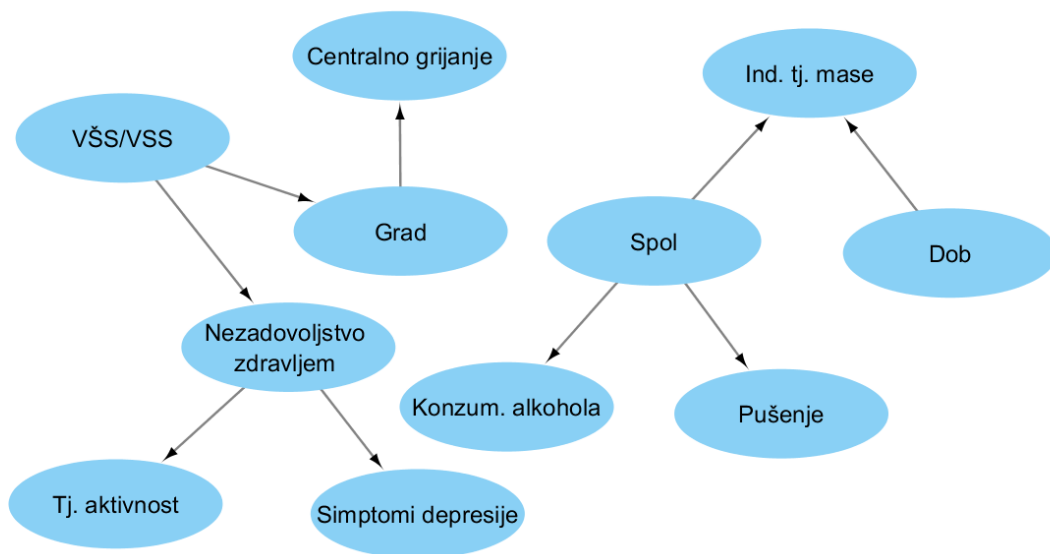 Centralno grijanje
Ind. tj. mase
VŠS/VSS
Grad
Spol
Dob
Nezadovoljstvo
zdravljem
Konzum. alkohola
Pušenje
Tj. aktivnost
Simptomi depresije